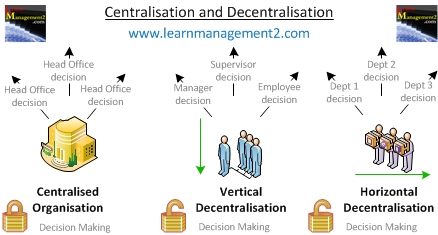 Centralisation and Decentralisation
www.learnmanagement2.com
Management2
.com
Management2
.com
Head Office
decision
Head Office
decision
Head Office
decision
Supervisor
decision
Manager
decision
Employee
decision
Dept 2
decision
Dept 1
decision
Dept 3
decision
Centralised
Organisation
Decision Making
Vertical
Decentralisation
Decision Making
Horizontal
Decentralisation
Decision Making